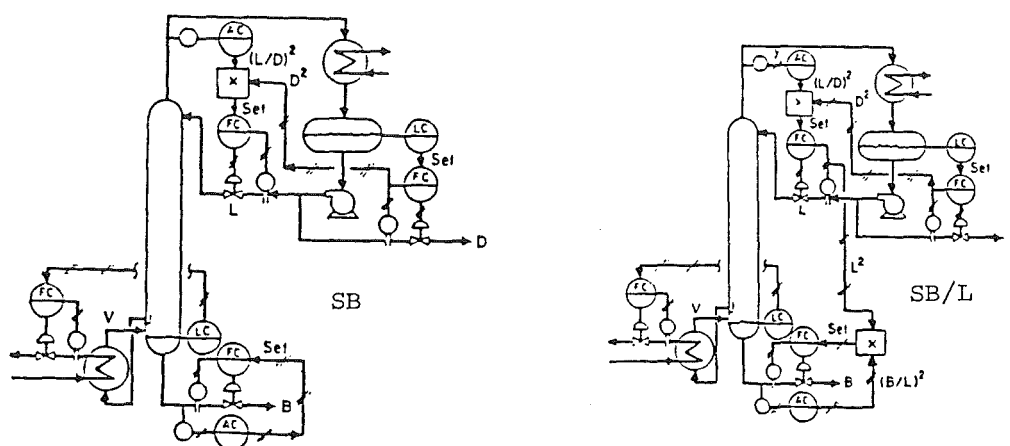 AC
(L/D)²
×
D²
Set
FC
LC
Set
FC
L
D
SB
FC
V
LC
FC
Set
B
AC
AC
(L/D)²
D²
Set
FC
LC
Set
FC
L
L²
SB/L
FC
V
LC
FC
Set
×
B
(B/L)²
AC